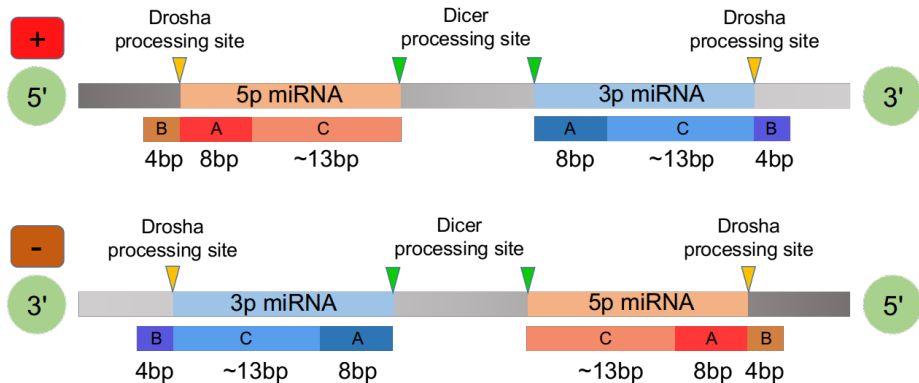 +
Drosha
processing site
Dicer
processing site
Drosha
processing site
5'
5p miRNA
3p miRNA
3'
B A C A C B
4bp 8bp ~13bp 8bp ~13bp 4bp
-
Drosha
processing site
Dicer
processing site
Drosha
processing site
3'
3p miRNA
5p miRNA
5'
B C A C A B
4bp ~13bp 8bp ~13bp 8bp 4bp